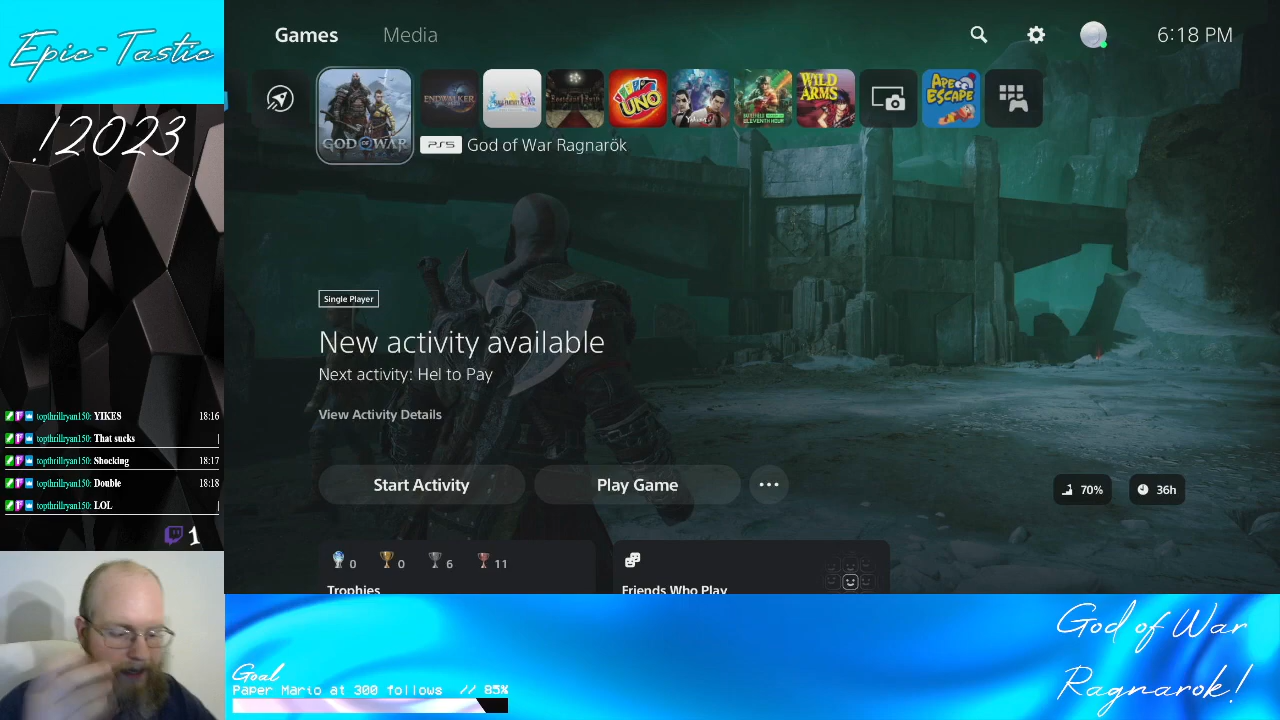 Epic-Tastic
!2023
Games
Media
6:18 PM
GOD OF WAR
ENDWALKER
UNO
WILD ARMS
APE ESCAPE
PS5
God of War Ragnarök
Single Player
New activity available
Next activity: Hel to Pay
View Activity Details
Start Activity
Play Game
70%
36h
0
0
6
11
Trophies
Friends Who Play
topthrillryan150: YIKES 18:16
topthrillryan150: That sucks
topthrillryan150: Shocking 18:17
topthrillryan150: Double 18:18
topthrillryan150: LOL
1
Goal
Paper Mario at 300 follows // 85%
God of War
Ragnarok!